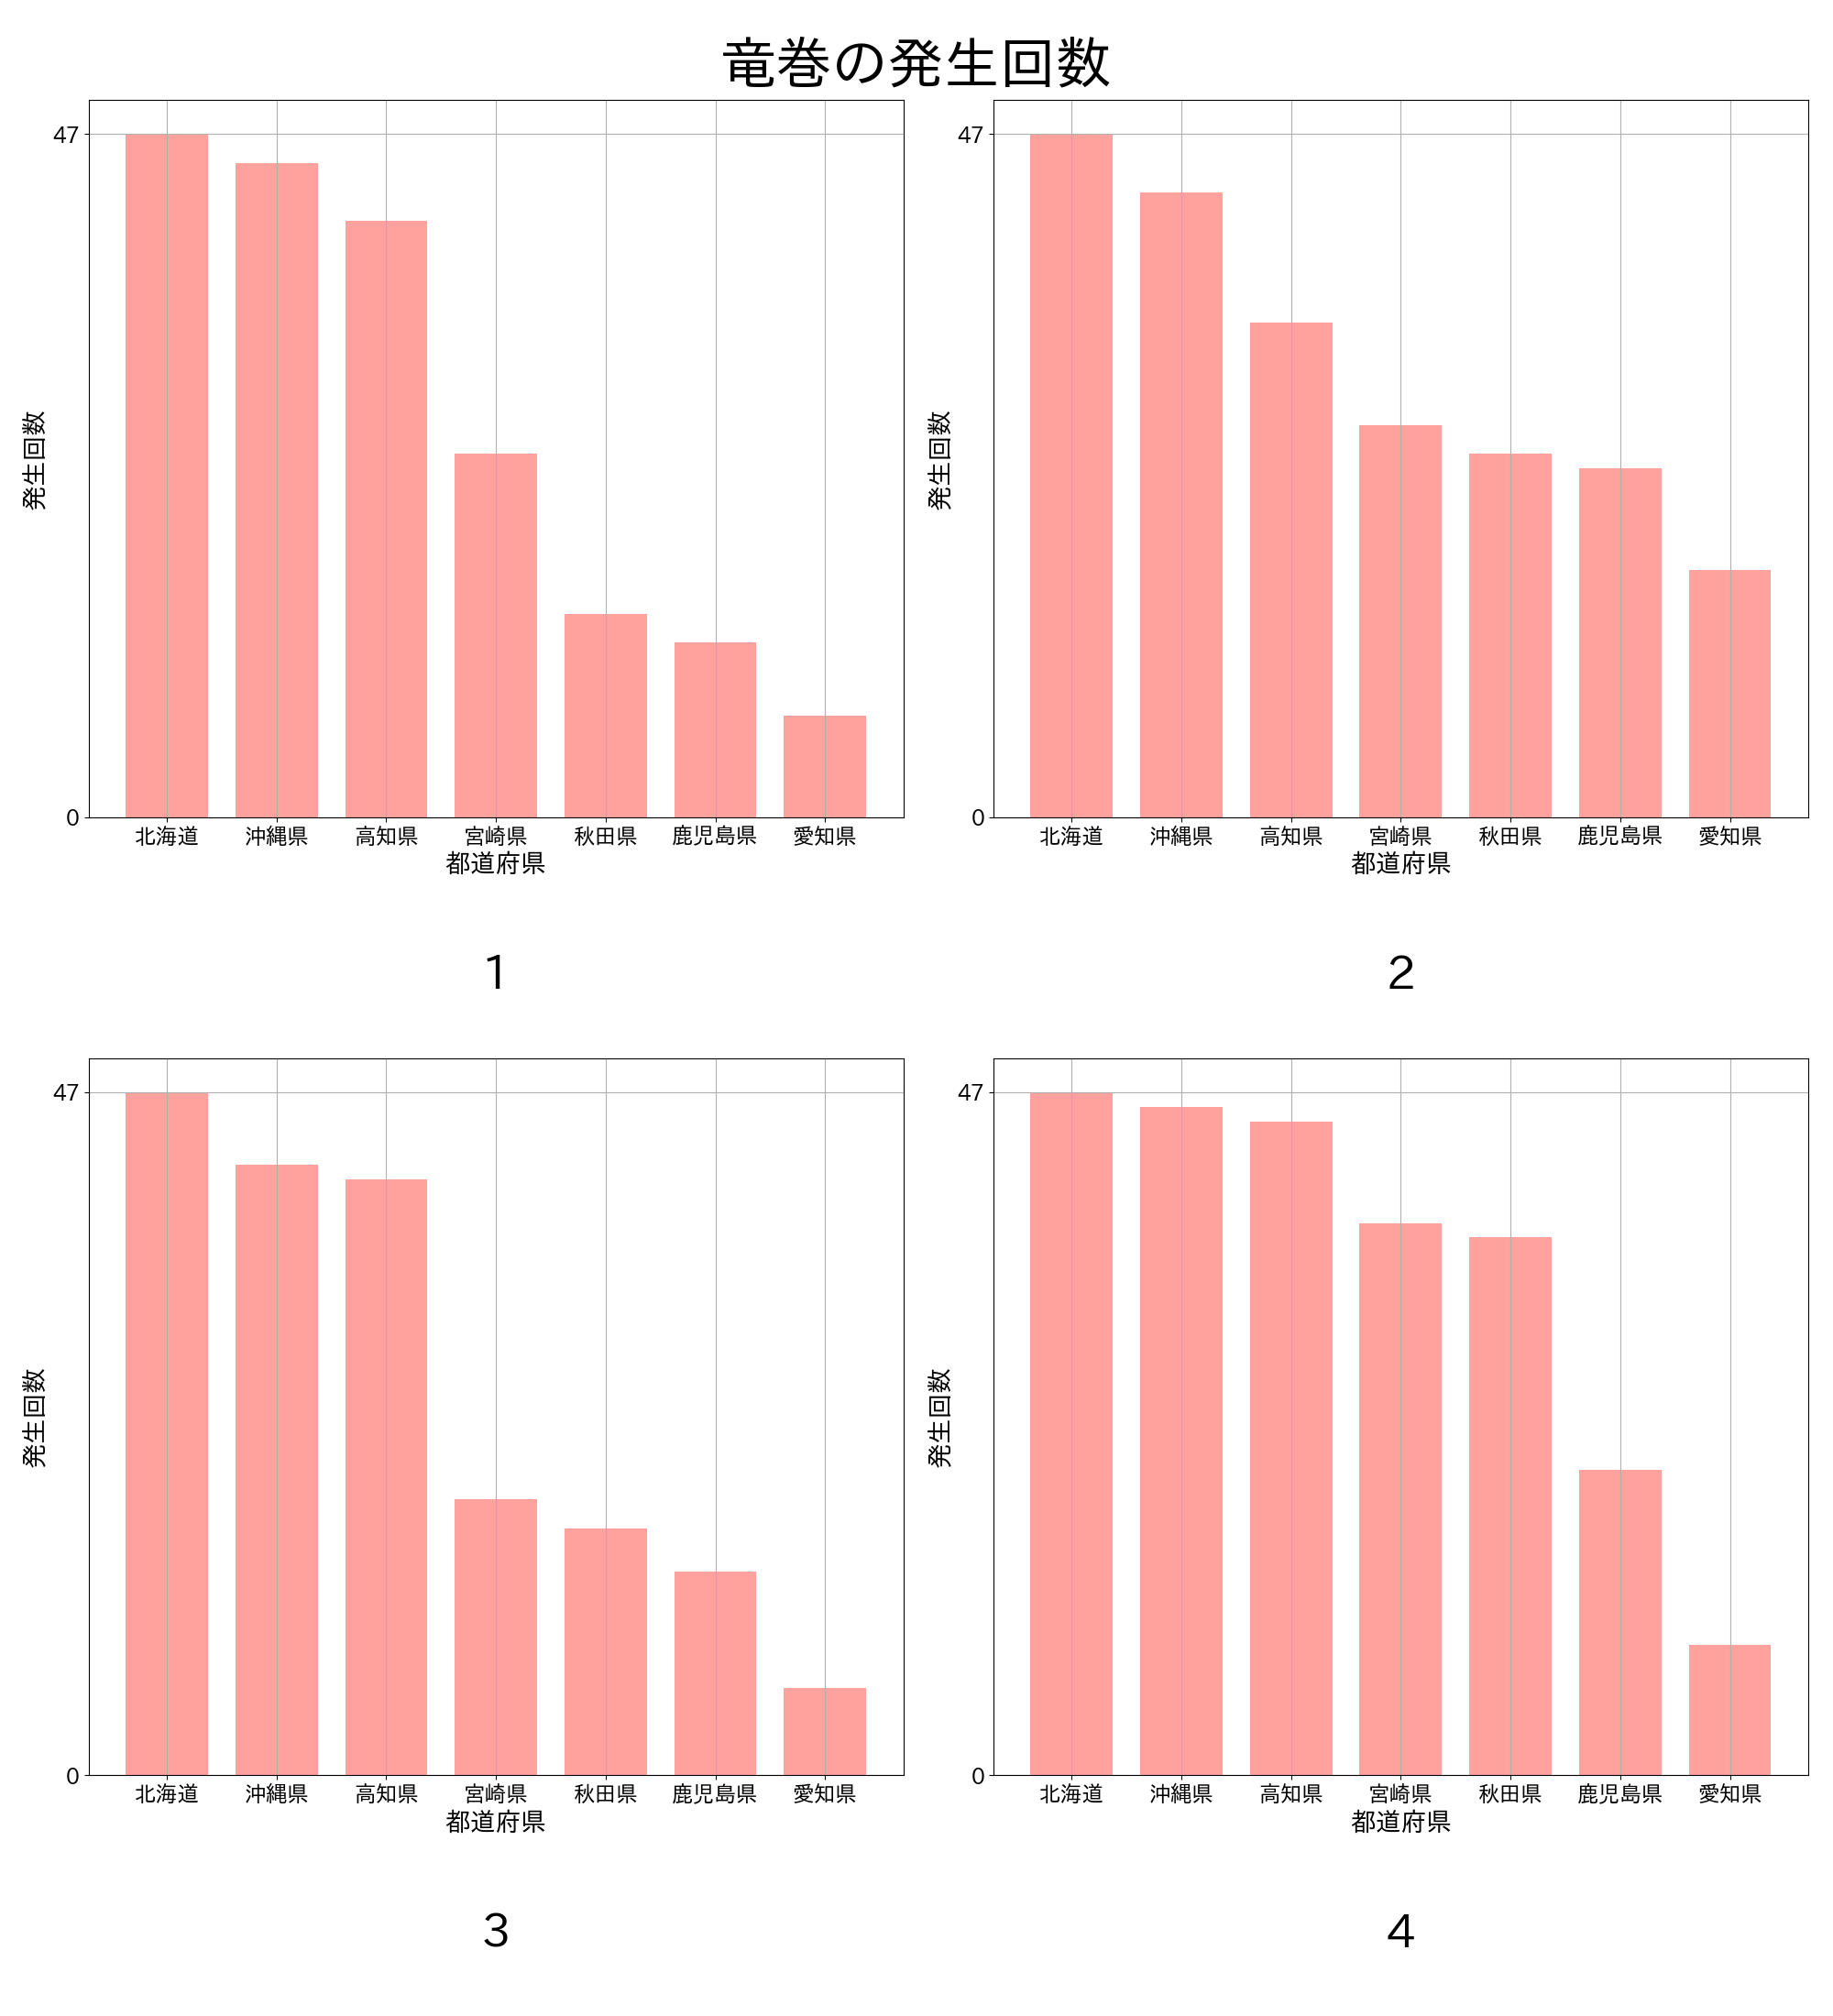 竜巻の発生回数
47
0
発生回数
北海道 沖縄県 高知県 宮崎県 秋田県 鹿児島県 愛知県
都道府県
1
47
0
発生回数
北海道 沖縄県 高知県 宮崎県 秋田県 鹿児島県 愛知県
都道府県
2
47
0
発生回数
北海道 沖縄県 高知県 宮崎県 秋田県 鹿児島県 愛知県
都道府県
3
47
0
発生回数
北海道 沖縄県 高知県 宮崎県 秋田県 鹿児島県 愛知県
都道府県
4